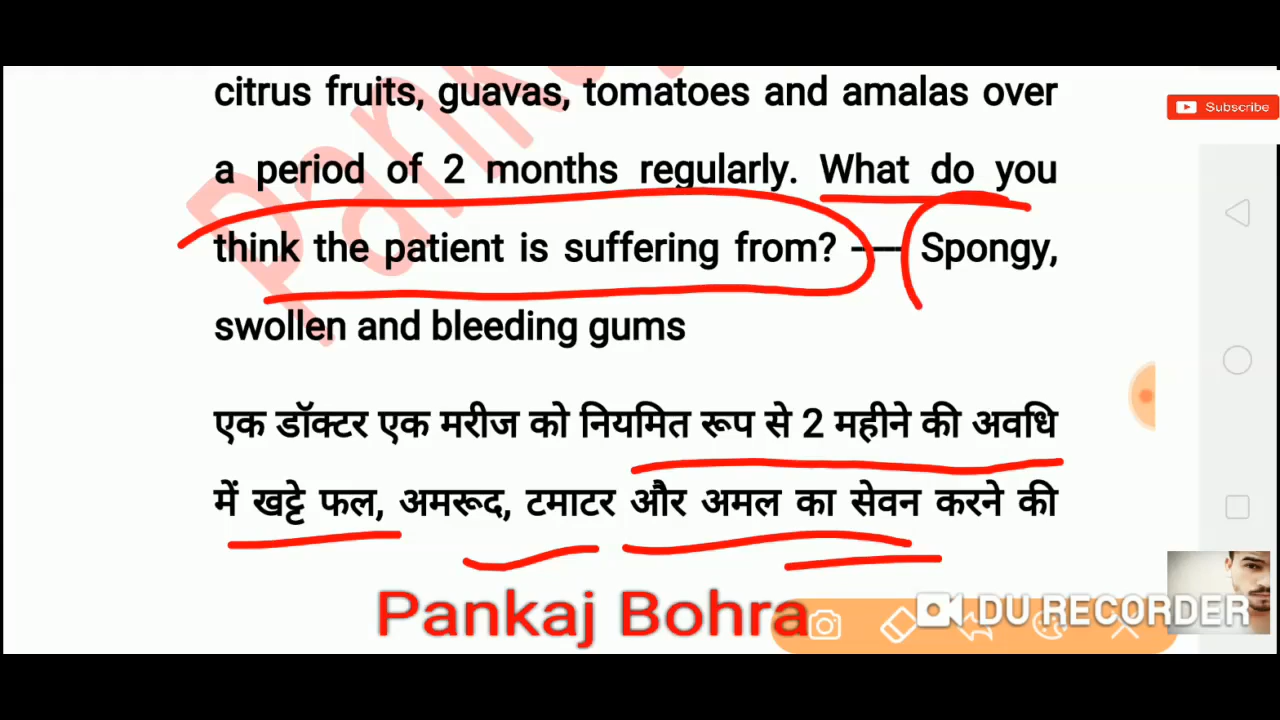 citrus fruits, guavas, tomatoes and amalas over
Subscribe
a period of 2 months regularly. What do you
think the patient is suffering from? --- Spongy,
swollen and bleeding gums
एक डॉक्टर एक मरीज को नियमित रूप से 2 महीने की अवधि
में खट्टे फल, अमरूद, टमाटर और अमल का सेवन करने की
Pankaj Bohra
DU RECORDER